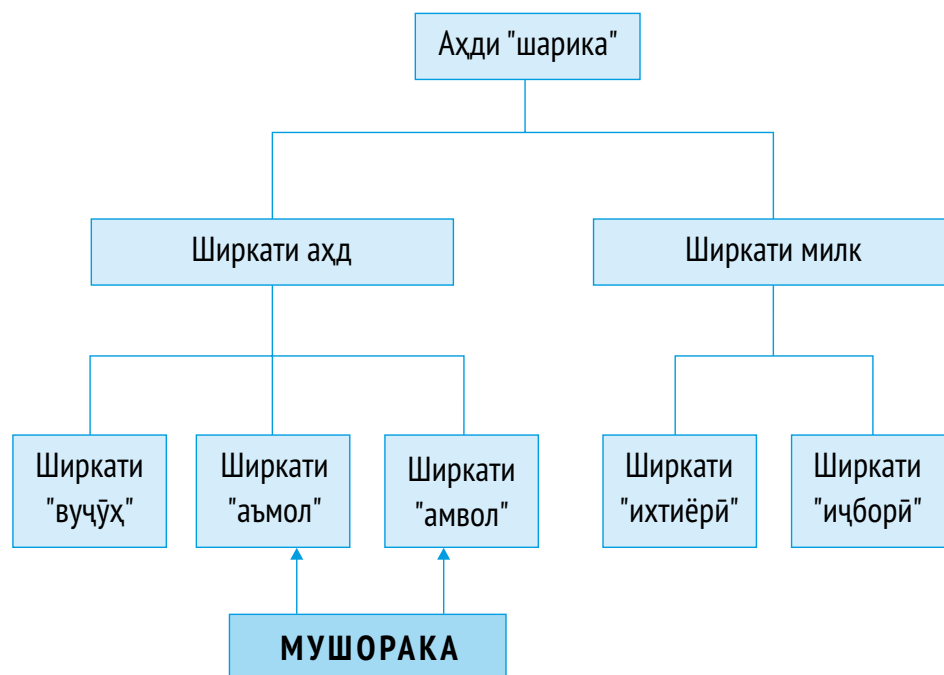 Аҳди "шарика"
Ширкати аҳд
Ширкати милк
Ширкати
"вуҷӯҳ"
Ширкати
"аъмол"
Ширкати
"амвол"
Ширкати
"ихтиёрӣ"
Ширкати
"иҷборӣ"
МУШОРАКА